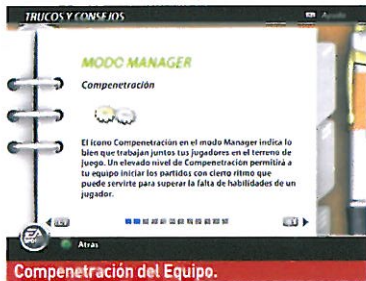 TRUCOS Y CONSEJOS
Ayuda
MODO MANAGER
Compenetración
El icono Compenetración en el modo Manager indica lo
bien que trabajan juntos tus jugadores en el terreno de
juego. Un elevado nivel de Compenetración permitirá a
tu equipo iniciar los partidos con cierto ritmo que
puede servirte para superar la falta de habilidades de un
jugador.
EA
Atrás
Compenetración del Equipo.